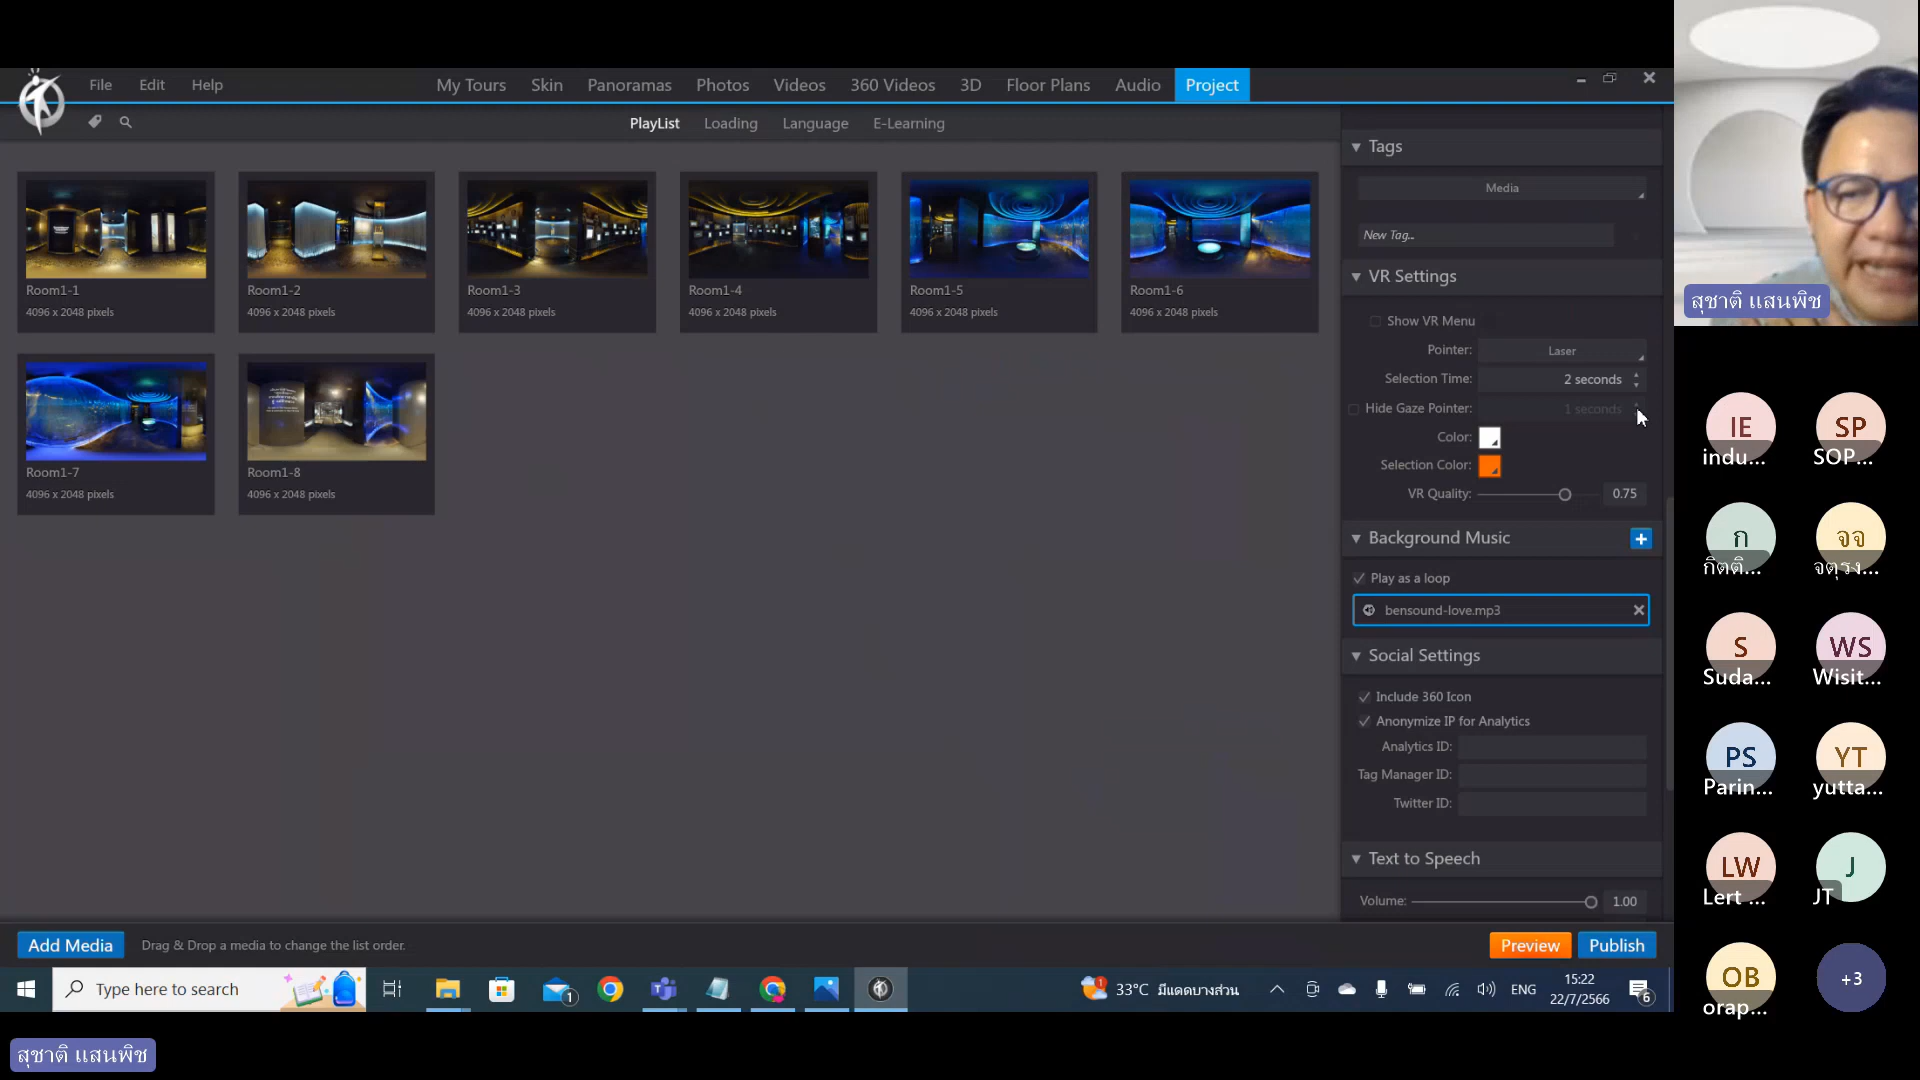 File Edit Help
My Tours Skin Panoramas Photos Videos 360 Videos 3D Floor Plans Audio Project
PlayList Loading Language E-Learning
Room1-1
4096 x 2048 pixels
Room1-2
4096 x 2048 pixels
Room1-3
4096 x 2048 pixels
Room1-4
4096 x 2048 pixels
Room1-5
4096 x 2048 pixels
Room1-6
4096 x 2048 pixels
Room1-7
4096 x 2048 pixels
Room1-8
4096 x 2048 pixels
Tags
Media
New Tag...
VR Settings
Show VR Menu
Pointer: Laser
Selection Time: 2 seconds
Hide Gaze Pointer: 1 seconds
Color:
Selection Color:
VR Quality: 0.75
Background Music
Play as a loop
bensound-love.mp3
Social Settings
Include 360 Icon
Anonymize IP for Analytics
Analytics ID:
Tag Manager ID:
Twitter ID:
Text to Speech
Volume: 1.00
Add Media Drag & Drop a media to change the list order.
Preview Publish
Type here to search
1
1
33°C มีแดดบางส่วน
ENG
15:22
22/7/2566
6
สุชาติ แสนพิช
IE
indu...
SP
SOP...
ก
กิตติ...
จจ
จตุรง...
S
Suda...
WS
Wisit...
PS
Parin...
YT
yutta...
LW
Lert ...
J
JT
OB
orap...
+3
สุชาติ แสนพิช